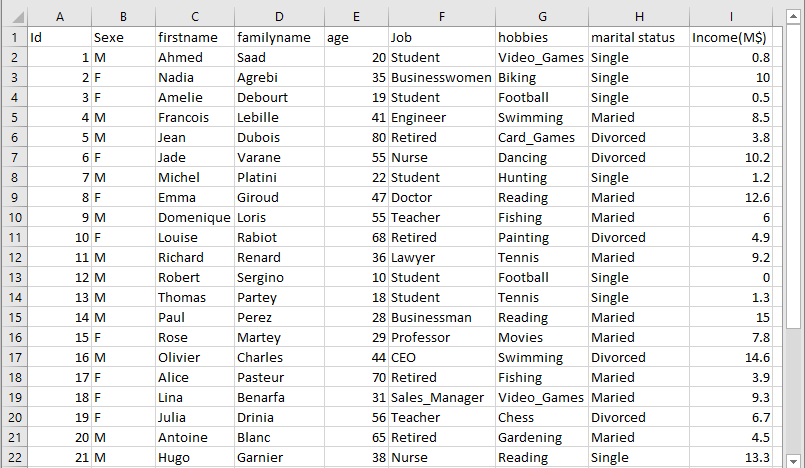 A B C D E F G H I
1 Id Sexe firstname familyname age Job hobbies marital status Income(M$)
2 1 M Ahmed Saad 20 Student Video_Games Single 0.8
3 2 F Nadia Agrebi 35 Businesswomen Biking Single 10
4 3 F Amelie Debourt 19 Student Football Single 0.5
5 4 M Francois Lebille 41 Engineer Swimming Maried 8.5
6 5 M Jean Dubois 80 Retired Card_Games Divorced 3.8
7 6 F Jade Varane 55 Nurse Dancing Divorced 10.2
8 7 M Michel Platini 22 Student Hunting Single 1.2
9 8 F Emma Giroud 47 Doctor Reading Maried 12.6
10 9 M Domenique Loris 55 Teacher Fishing Maried 6
11 10 F Louise Rabiot 68 Retired Painting Divorced 4.9
12 11 M Richard Renard 36 Lawyer Tennis Maried 9.2
13 12 M Robert Sergino 10 Student Football Single 0
14 13 M Thomas Partey 18 Student Tennis Single 1.3
15 14 M Paul Perez 28 Businessman Reading Maried 15
16 15 F Rose Martey 29 Professor Movies Maried 7.8
17 16 M Olivier Charles 44 CEO Swimming Divorced 14.6
18 17 F Alice Pasteur 70 Retired Fishing Maried 3.9
19 18 F Lina Benarfa 31 Sales_Manager Video_Games Maried 9.3
20 19 F Julia Drinia 56 Teacher Chess Divorced 6.7
21 20 M Antoine Blanc 65 Retired Gardening Maried 4.5
22 21 M Hugo Garnier 38 Nurse Reading Single 13.3